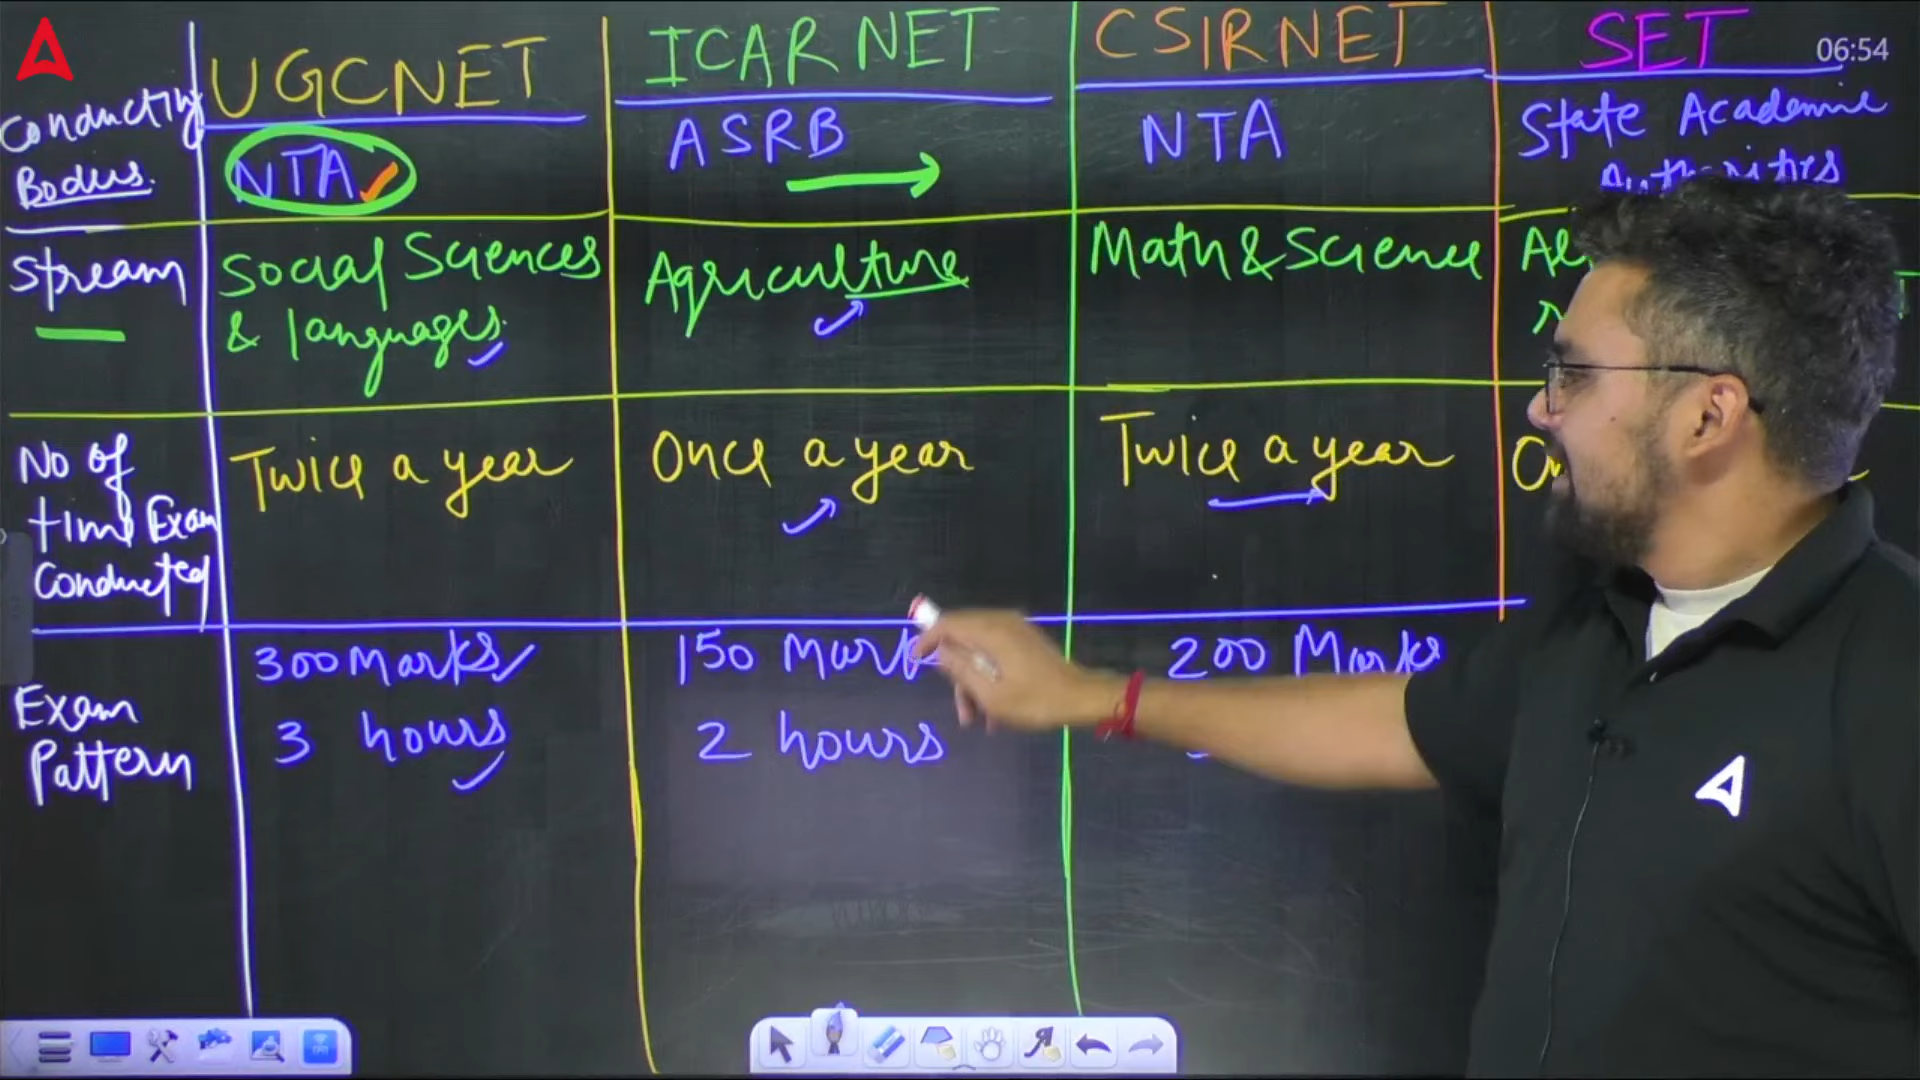 UGCNET
ICAR NET
CSIRNET
SET
06:54
Conducting
Bodies.
NTA
ASRB
NTA
State Academic
Authorities
Stream
Social Sciences
& languages.
Agriculture
Math & Science
No of
time Exam
Conducted
Twice a year
Once a year
Twice a year
Exam
Pattern
300 Marks
3 hours
150 Marks
2 hours
200 Marks